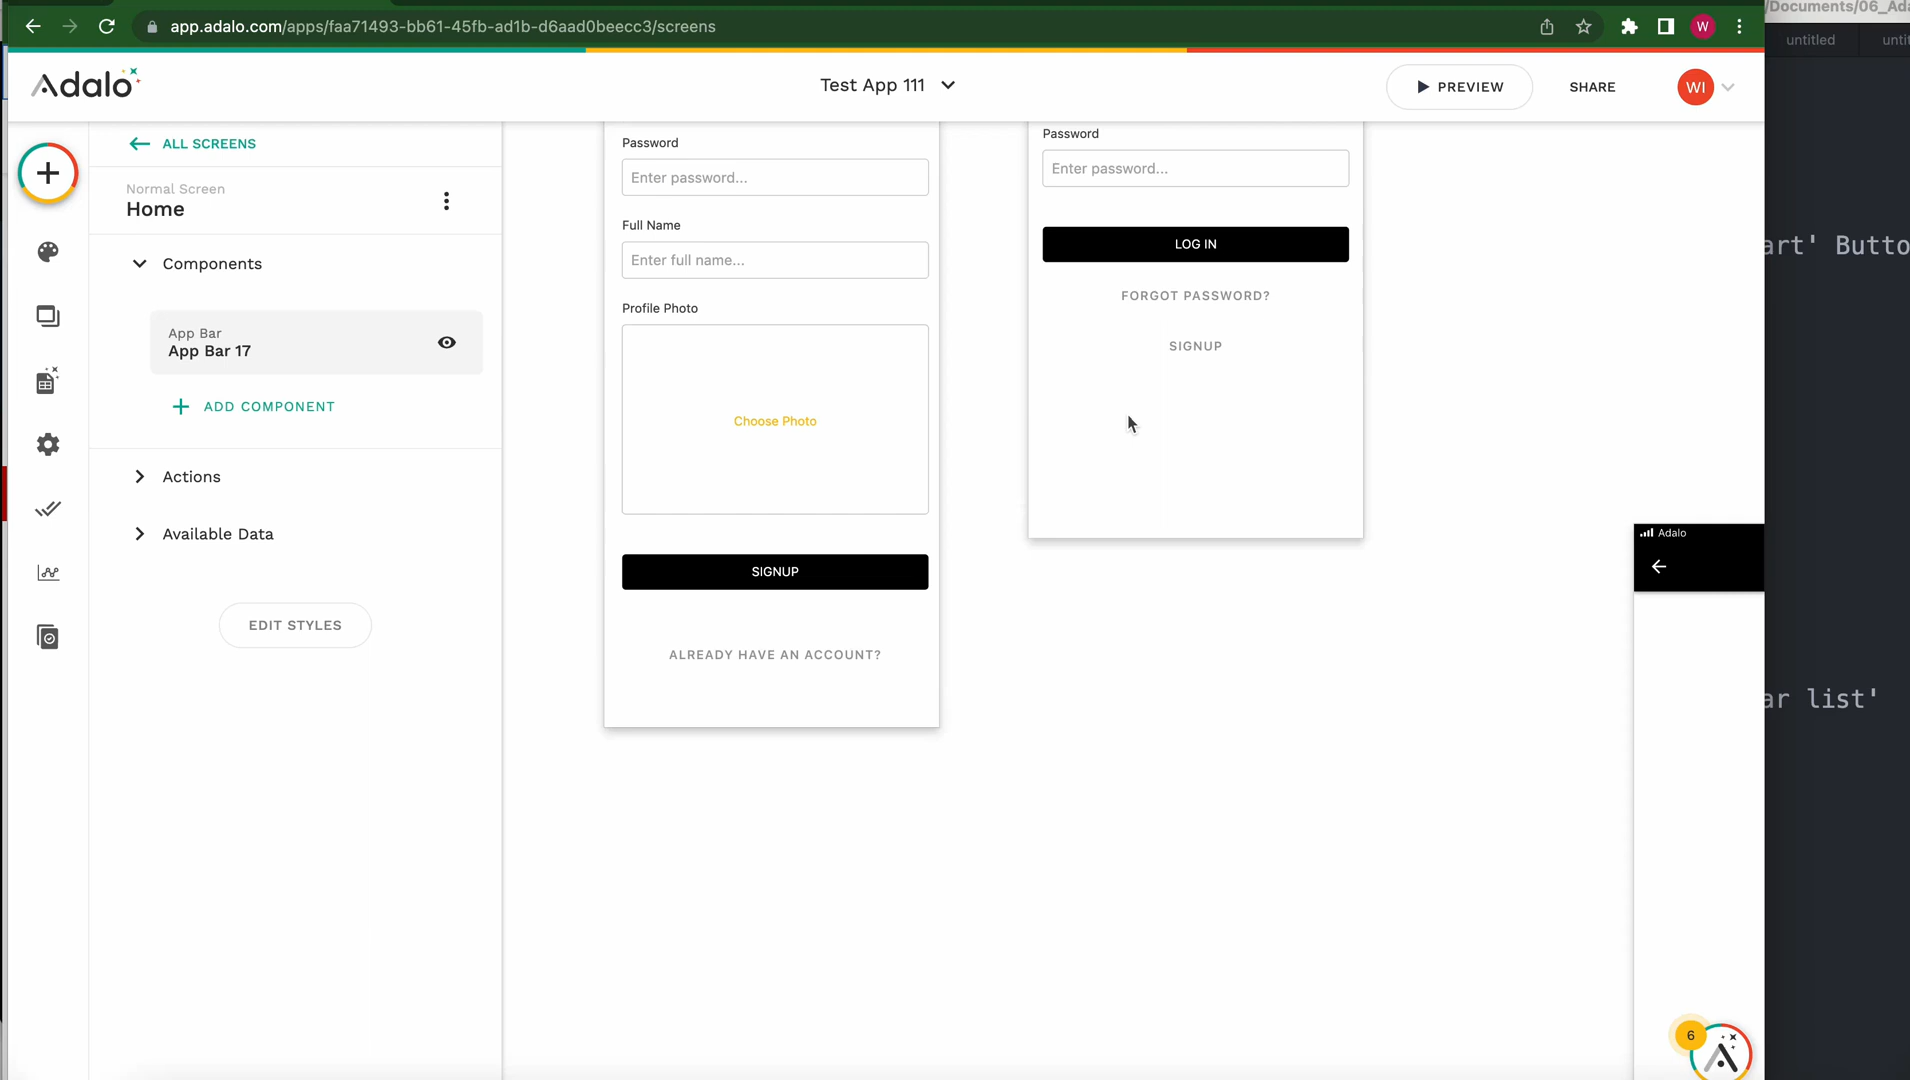 app.adalo.com/apps/faa71493-bb61-45fb-ad1b-d6aad0beecc3/screens
W
/Documents/06_Ada
untitled
Adalo
Test App 111
PREVIEW
SHARE
WI
ALL SCREENS
Normal Screen
Home
Components
App Bar
App Bar 17
ADD COMPONENT
Actions
Available Data
EDIT STYLES
Password
Enter password...
Full Name
Enter full name...
Profile Photo
Choose Photo
SIGNUP
ALREADY HAVE AN ACCOUNT?
Password
Enter password...
LOG IN
FORGOT PASSWORD?
SIGNUP
Adalo
6
art' Butto
ar list'